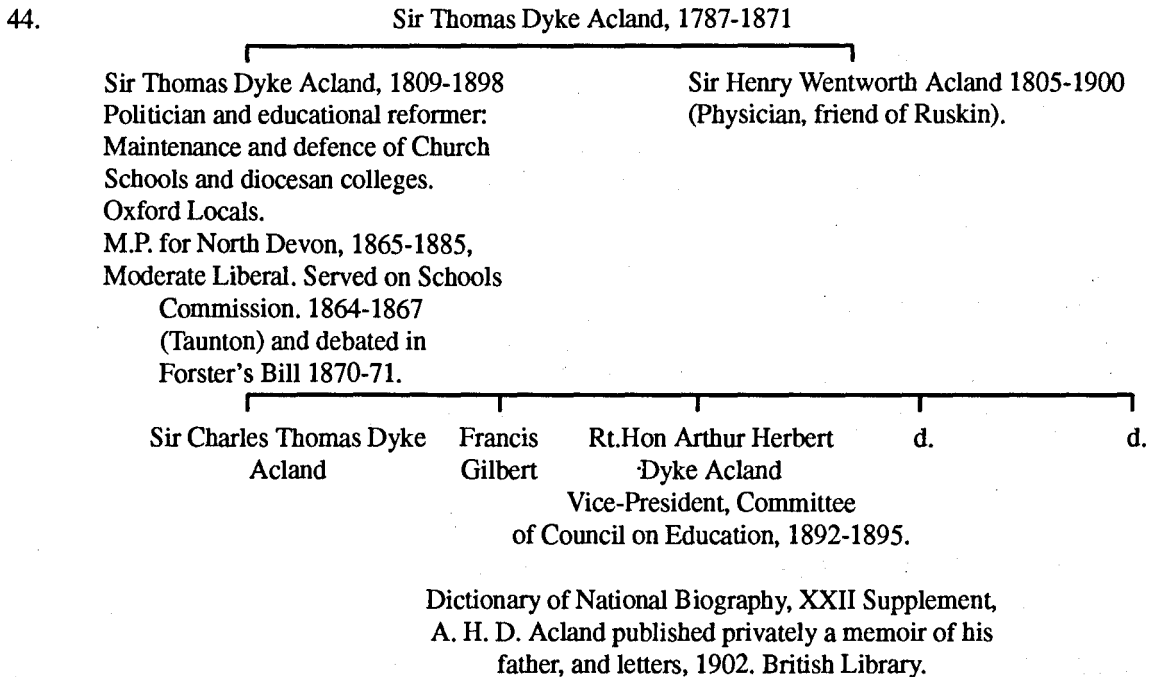 44.
Sir Thomas Dyke Acland, 1787-1871
Sir Thomas Dyke Acland, 1809-1898
Politician and educational reformer:
Maintenance and defence of Church
Schools and diocesan colleges.
Oxford Locals.
M.P. for North Devon, 1865-1885,
Moderate Liberal. Served on Schools
Commission. 1864-1867
(Taunton) and debated in
Forster's Bill 1870-71.
Sir Henry Wentworth Acland 1805-1900
(Physician, friend of Ruskin).
Sir Charles Thomas Dyke
Acland
Francis
Gilbert
Rt.Hon Arthur Herbert
Dyke Acland
Vice-President, Committee
of Council on Education, 1892-1895.
d.
d.
Dictionary of National Biography, XXII Supplement,
A. H. D. Acland published privately a memoir of his
father, and letters, 1902. British Library.